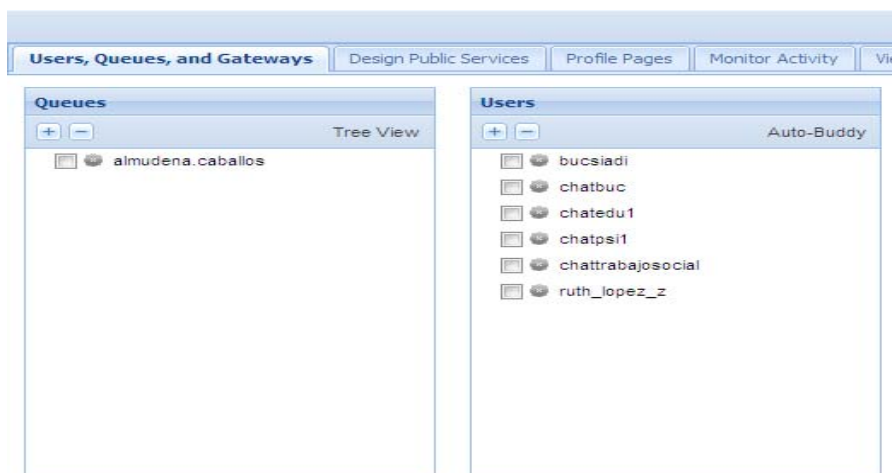 Users, Queues, and Gateways Design Public Services Profile Pages Monitor Activity
Queues
Tree View
almudena.caballos
Users
Auto-Buddy
bucsiadi
chatbuc
chatedu1
chatpsi1
chattrabajosocial
ruth_lopez_z